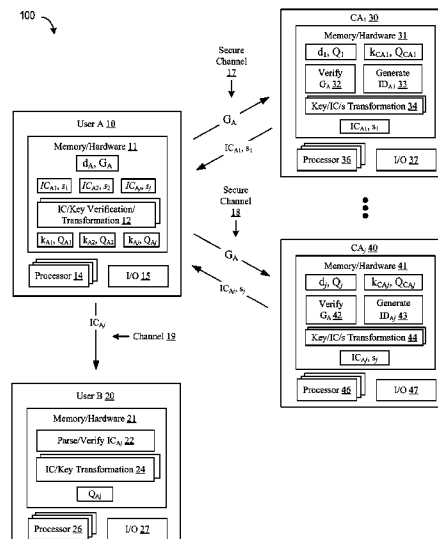 100
User A 10
Memory/Hardware 11
dA, GA
ICA1, s1 ICA2, s2 ICAj, sj
IC/Key Verification/
Transformation 12
kA1, QA1 kA2, QA2 kAj, QAj
Processor 14 I/O 15
Secure
Channel
17
GA
ICA1, s1
Secure
Channel
18
GA
ICAj, sj
CA1 30
Memory/Hardware 31
d1, Q1 kCA1, QCA1
Verify
GA 32
Generate
IDA1 33
Key/IC/s Transformation 34
ICA1, s1
Processor 36 I/O 37
CAj 40
Memory/Hardware 41
dj, Qj kCAj, QCAj
Verify
GA 42
Generate
IDAj 43
Key/IC/s Transformation 44
ICAj, sj
Processor 46 I/O 47
ICAj
Channel 19
User B 20
Memory/Hardware 21
Parse/Verify ICAj 22
IC/Key Transformation 24
QAj
Processor 26 I/O 27